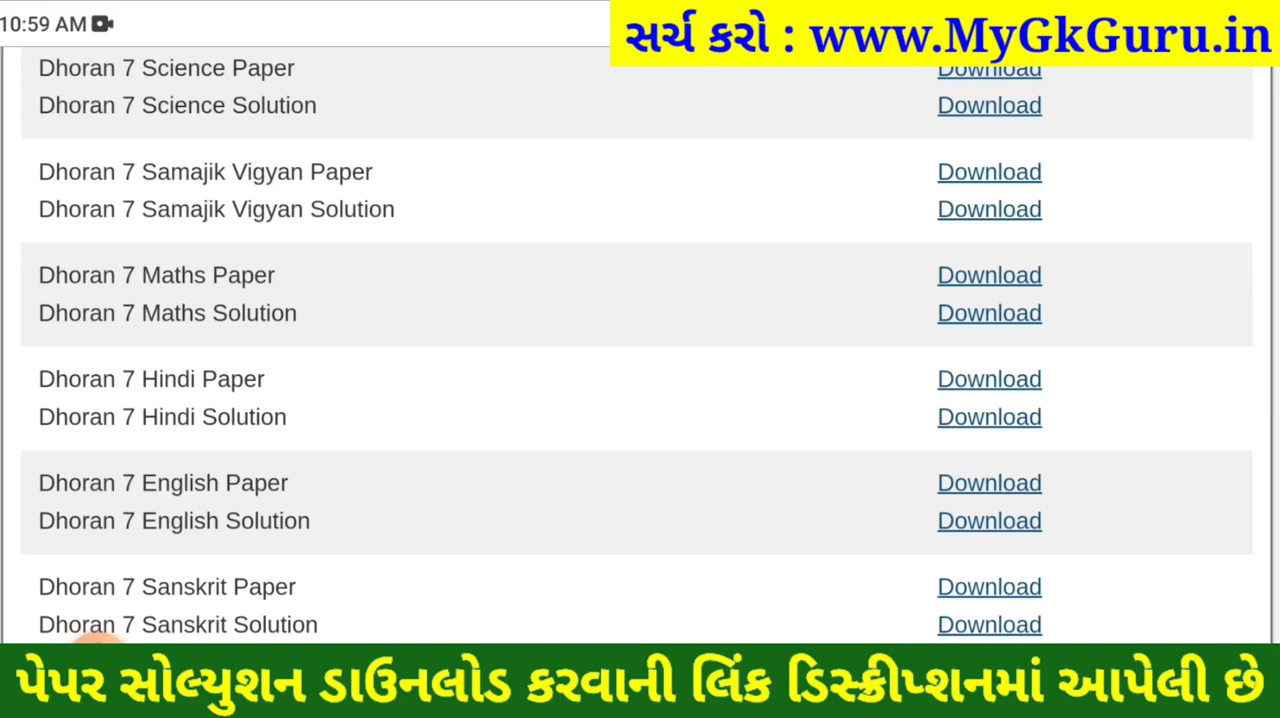 10:59 AM
સર્ચ કરો : www.MyGkGuru.in
Dhoran 7 Science Paper Download
Dhoran 7 Science Solution Download
Dhoran 7 Samajik Vigyan Paper Download
Dhoran 7 Samajik Vigyan Solution Download
Dhoran 7 Maths Paper Download
Dhoran 7 Maths Solution Download
Dhoran 7 Hindi Paper Download
Dhoran 7 Hindi Solution Download
Dhoran 7 English Paper Download
Dhoran 7 English Solution Download
Dhoran 7 Sanskrit Paper Download
Dhoran 7 Sanskrit Solution Download
પેપર સોલ્યુશન ડાઉનલોડ કરવાની લિંક ડિસ્ક્રીપ્શનમાં આપેલી છે